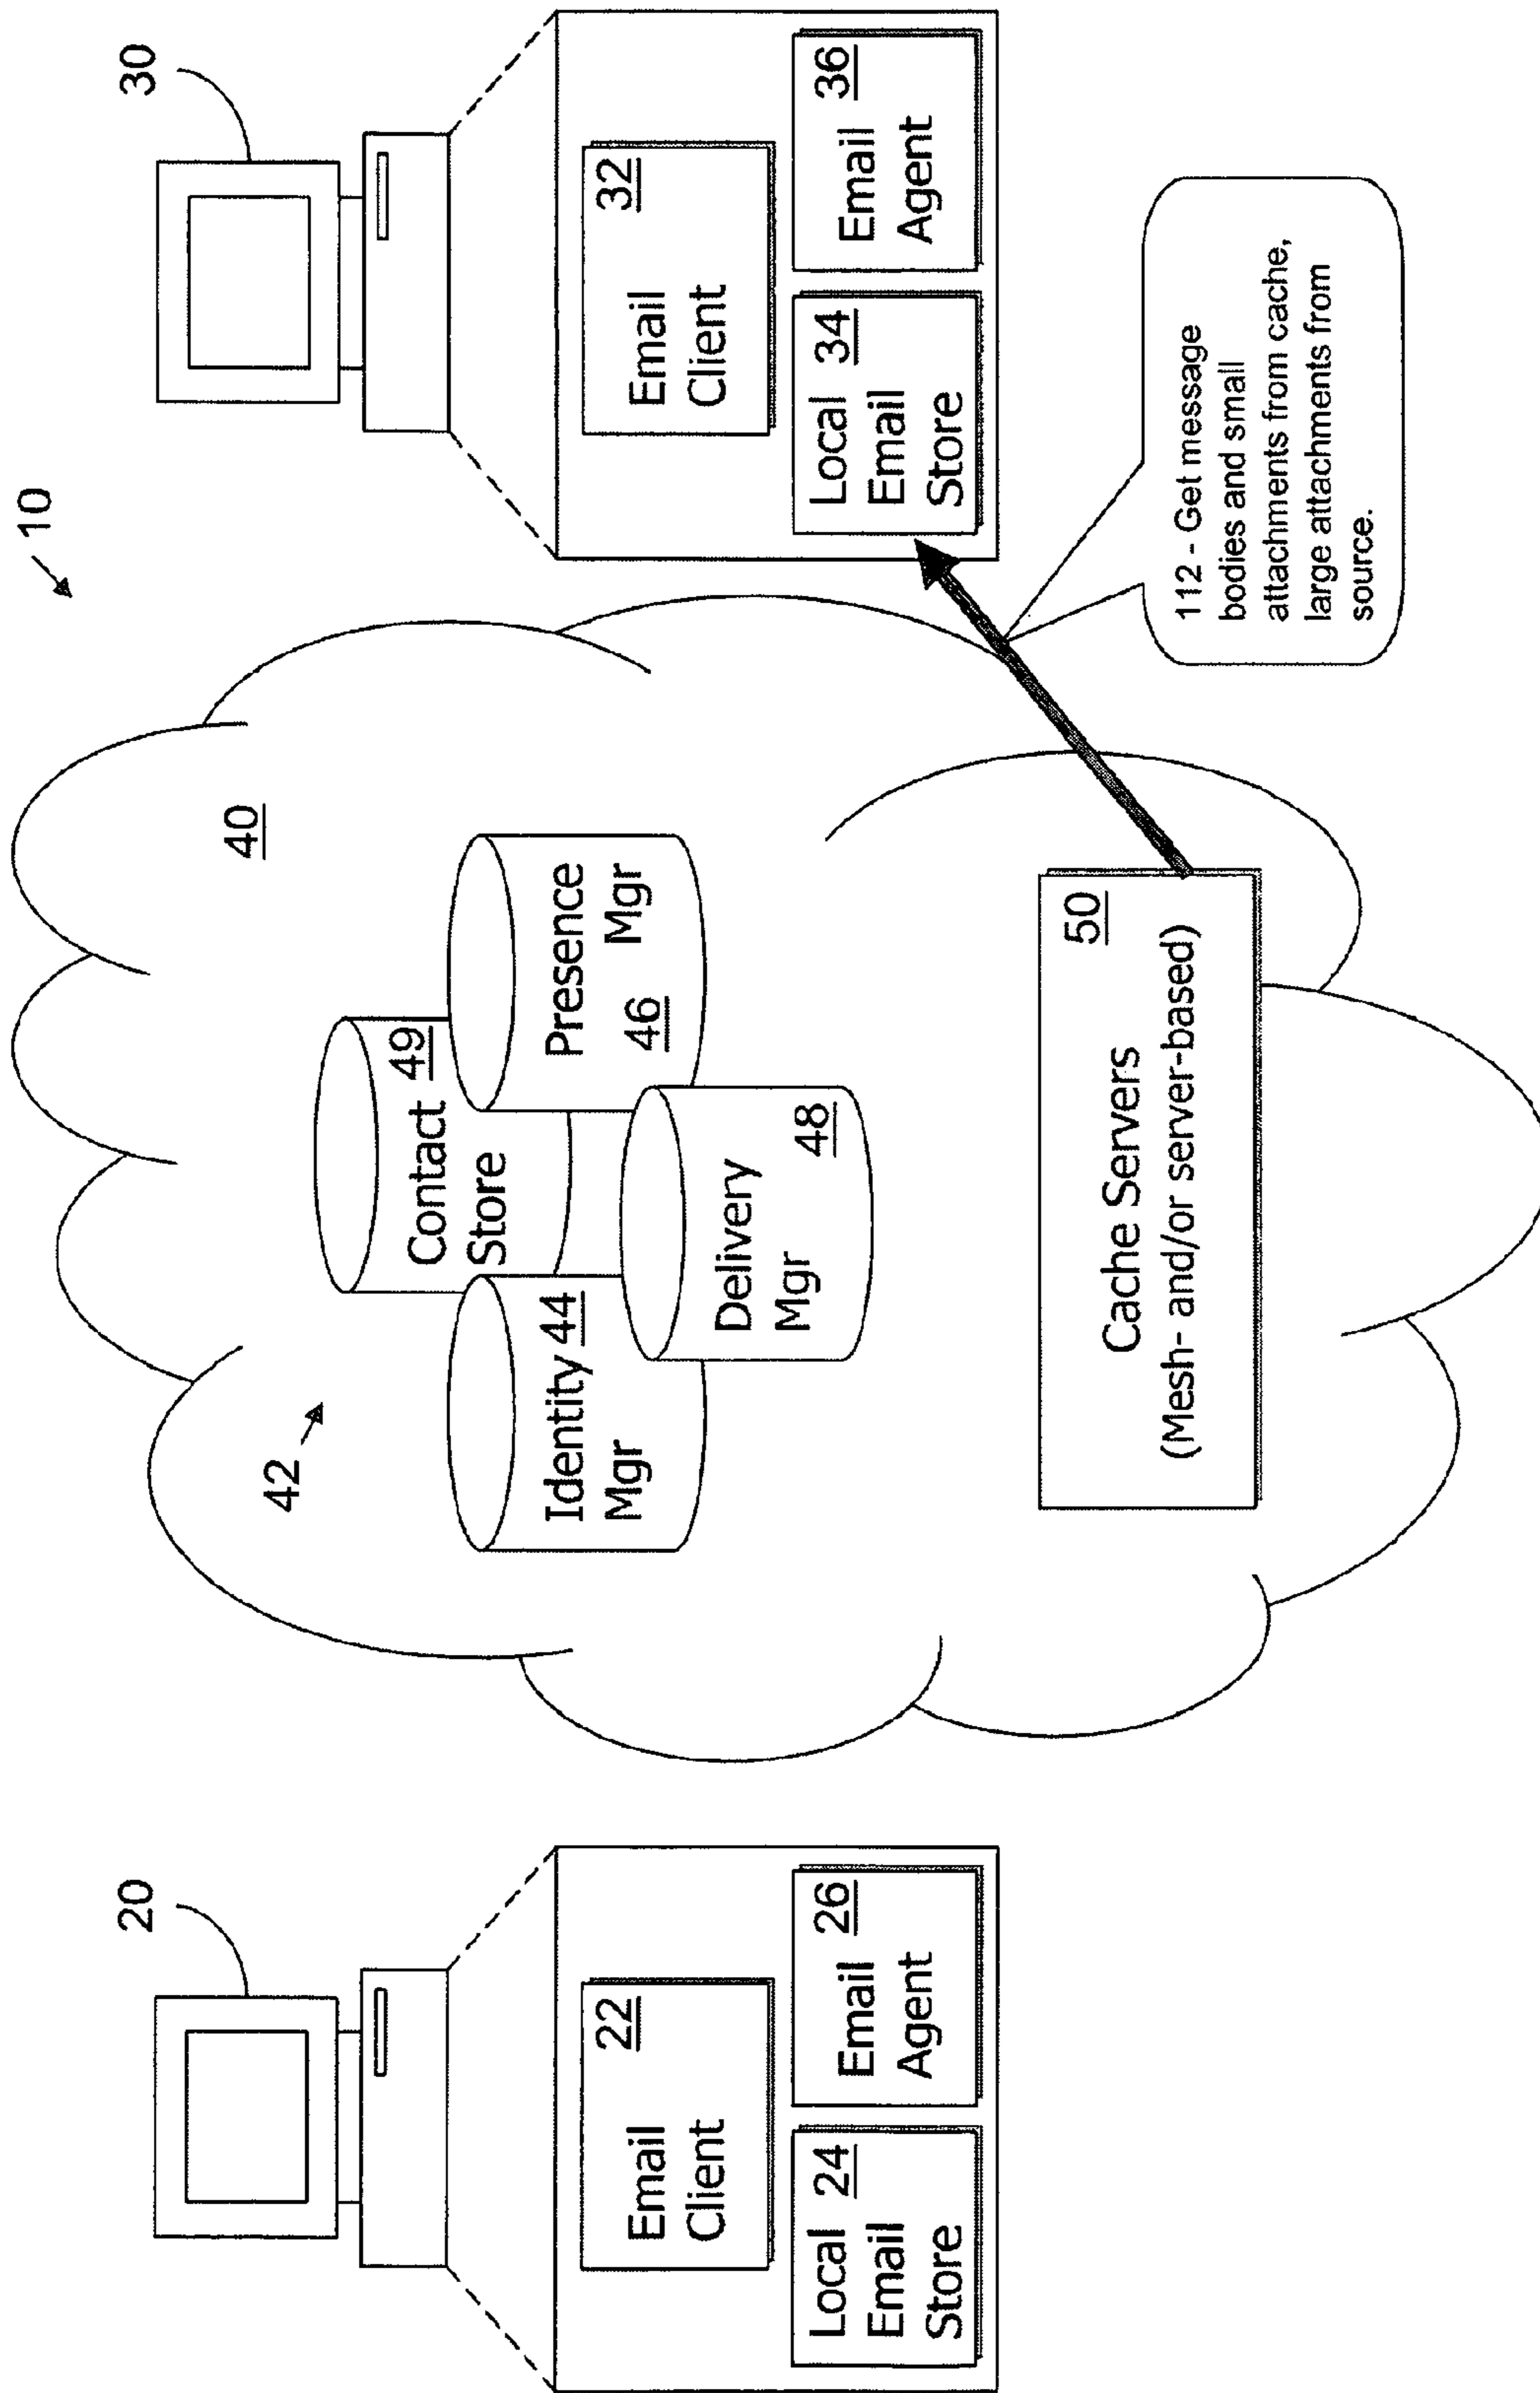 10
20
Email
Client
22
Local
Email
Store
24
Email
Agent
26
42
40
Identity
Mgr
44
Contact
Store
49
Presence
Mgr
46
Delivery
Mgr
48
Cache Servers
(Mesh- and/or server-based)
50
30
Email
Client
32
Local
Email
Store
34
Email
Agent
36
112 - Get message
bodies and small
attachments from cache,
large attachments from
source.